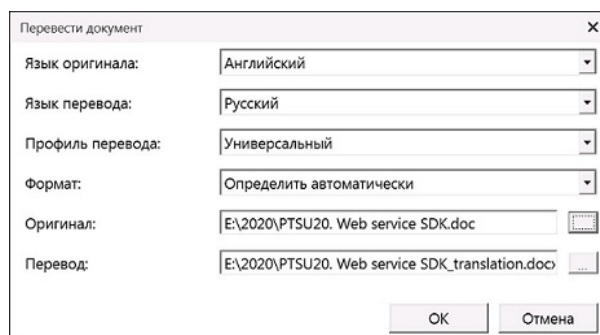 Перевести документ
Язык оригинала: Английский
Язык перевода: Русский
Профиль перевода: Универсальный
Формат: Определить автоматически
Оригинал: E:\2020\PTSU20. Web service SDK.doc ...
Перевод: E:\2020\PTSU20. Web service SDK_translation.docx ...
OK Отмена